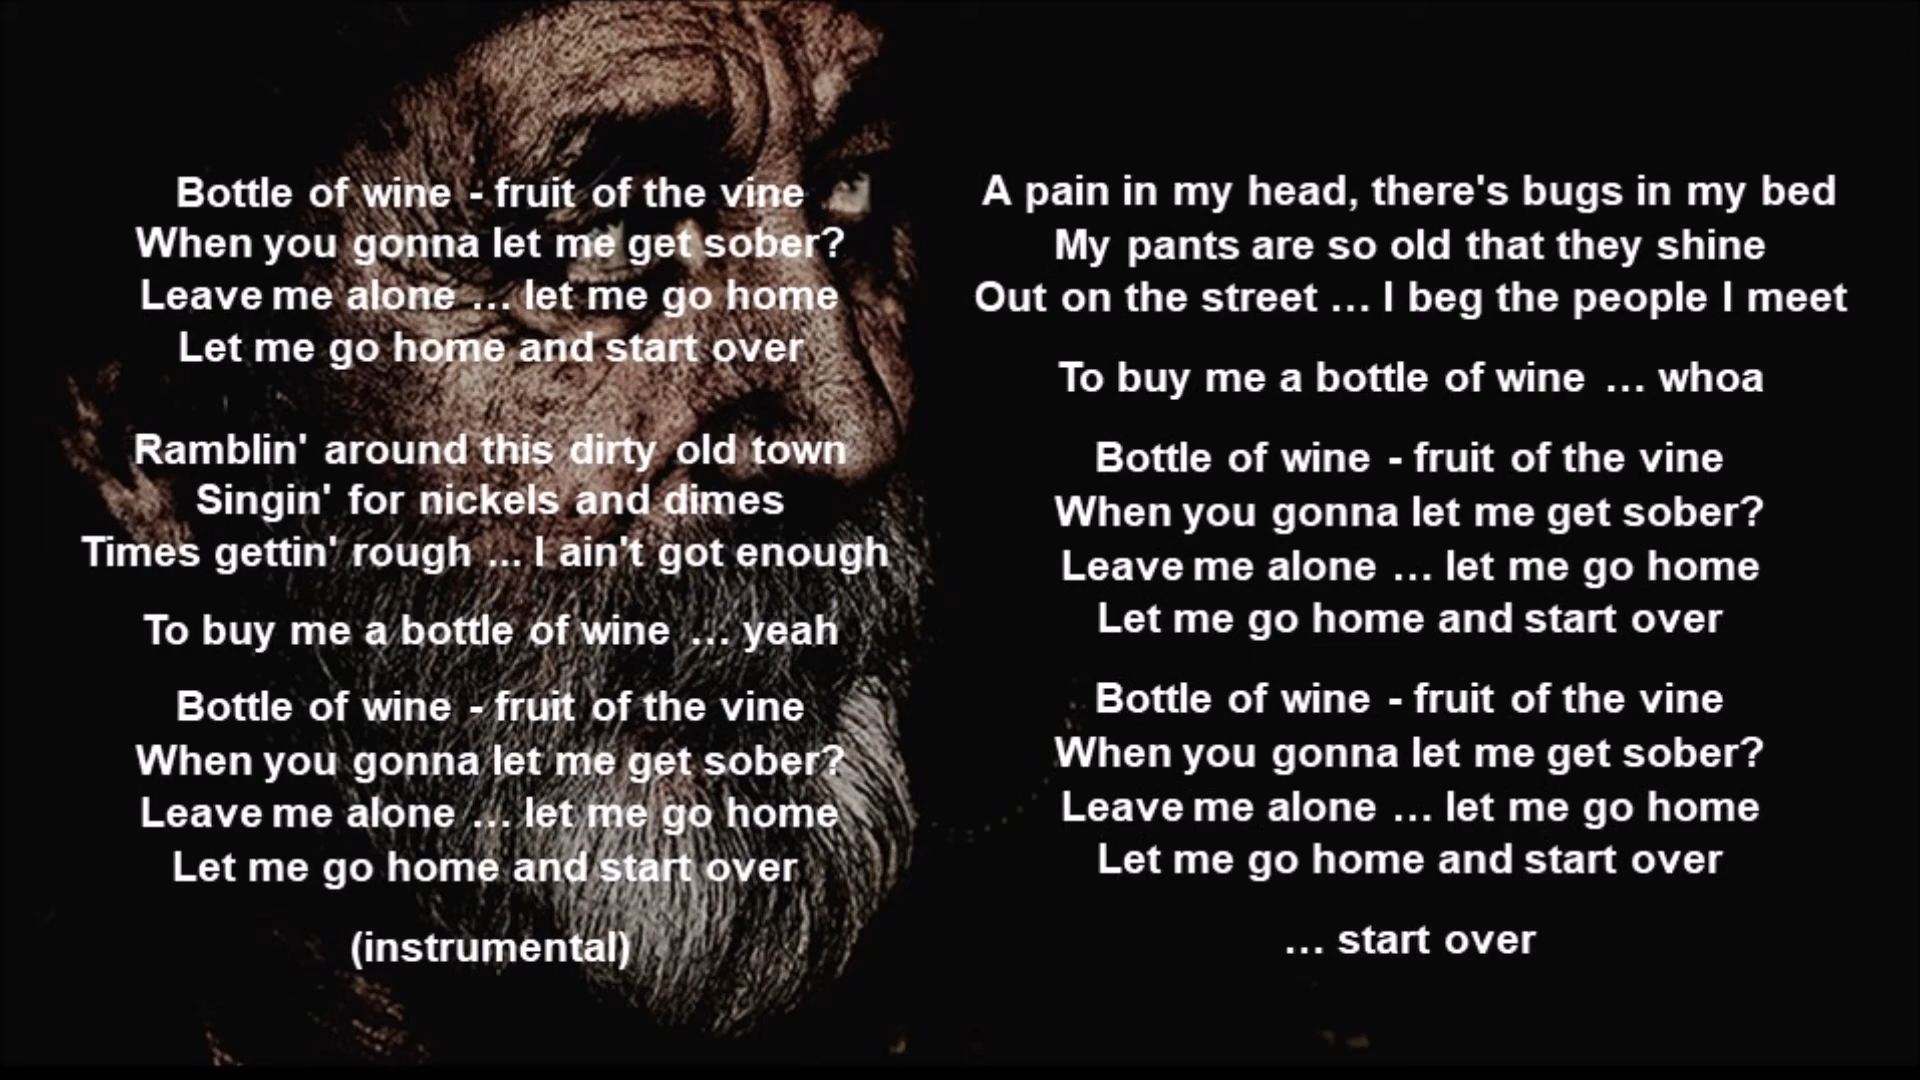 Bottle of wine - fruit of the vine
When you gonna let me get sober?
Leave me alone ... let me go home
Let me go home and start over
Ramblin' around this dirty old town
Singin' for nickels and dimes
Times gettin' rough ... I ain't got enough
To buy me a bottle of wine ... yeah
Bottle of wine - fruit of the vine
When you gonna let me get sober?
Leave me alone ... let me go home
Let me go home and start over
(instrumental)
A pain in my head, there's bugs in my bed
My pants are so old that they shine
Out on the street ... I beg the people I meet
To buy me a bottle of wine ... whoa
Bottle of wine - fruit of the vine
When you gonna let me get sober?
Leave me alone ... let me go home
Let me go home and start over
Bottle of wine - fruit of the vine
When you gonna let me get sober?
Leave me alone ... let me go home
Let me go home and start over
... start over